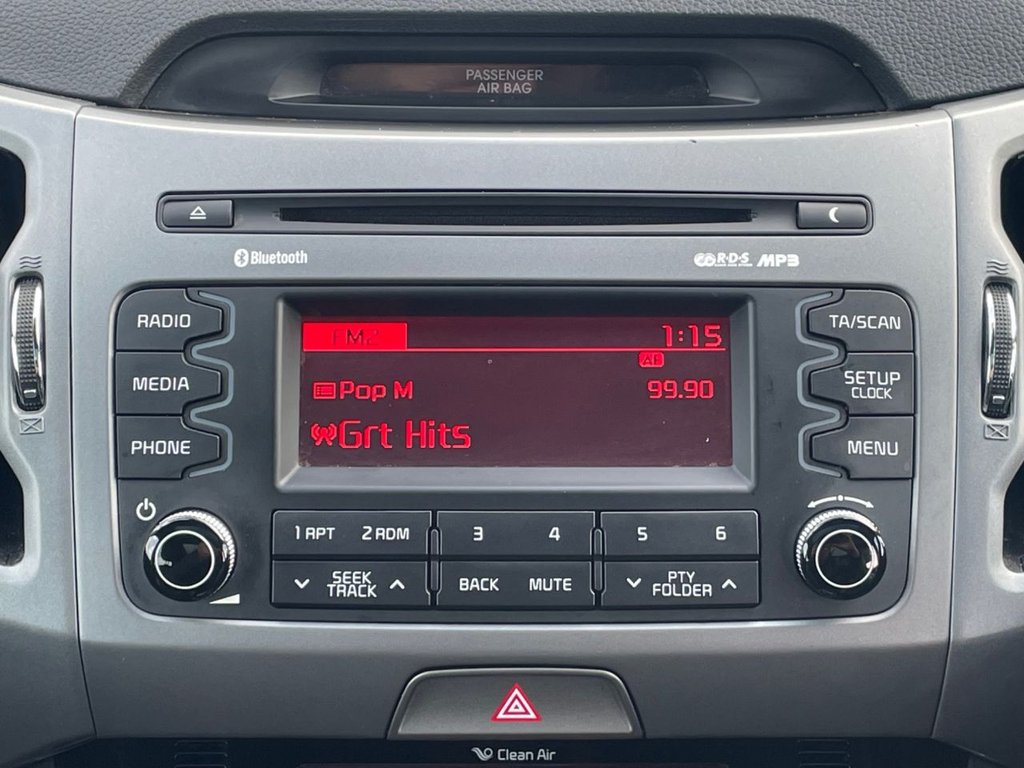 PASSENGER
AIR BAG
Bluetooth
R·D·S MP3
RADIO
MEDIA
PHONE
FM2 1:15
AF
Pop M 99.90
Grt Hits
TA/SCAN
SETUP
CLOCK
MENU
1 RPT 2 RDM 3 4 5 6
SEEK
TRACK
BACK MUTE
PTY
FOLDER
Clean Air